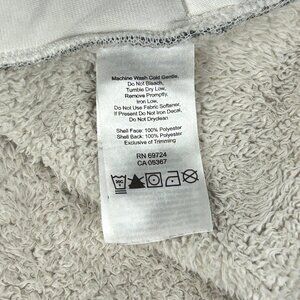 Machine Wash Cold Gentle,
Do Not Bleach,
Tumble Dry Low,
Remove Promptly,
Iron Low,
Do Not Use Fabric Softener,
If Present Do Not Iron Decal,
Do Not Dryclean
Shell Face: 100% Polyester
Shell Back: 100% Polyester
Exclusive of Trimming
RN 69724
CA 05367